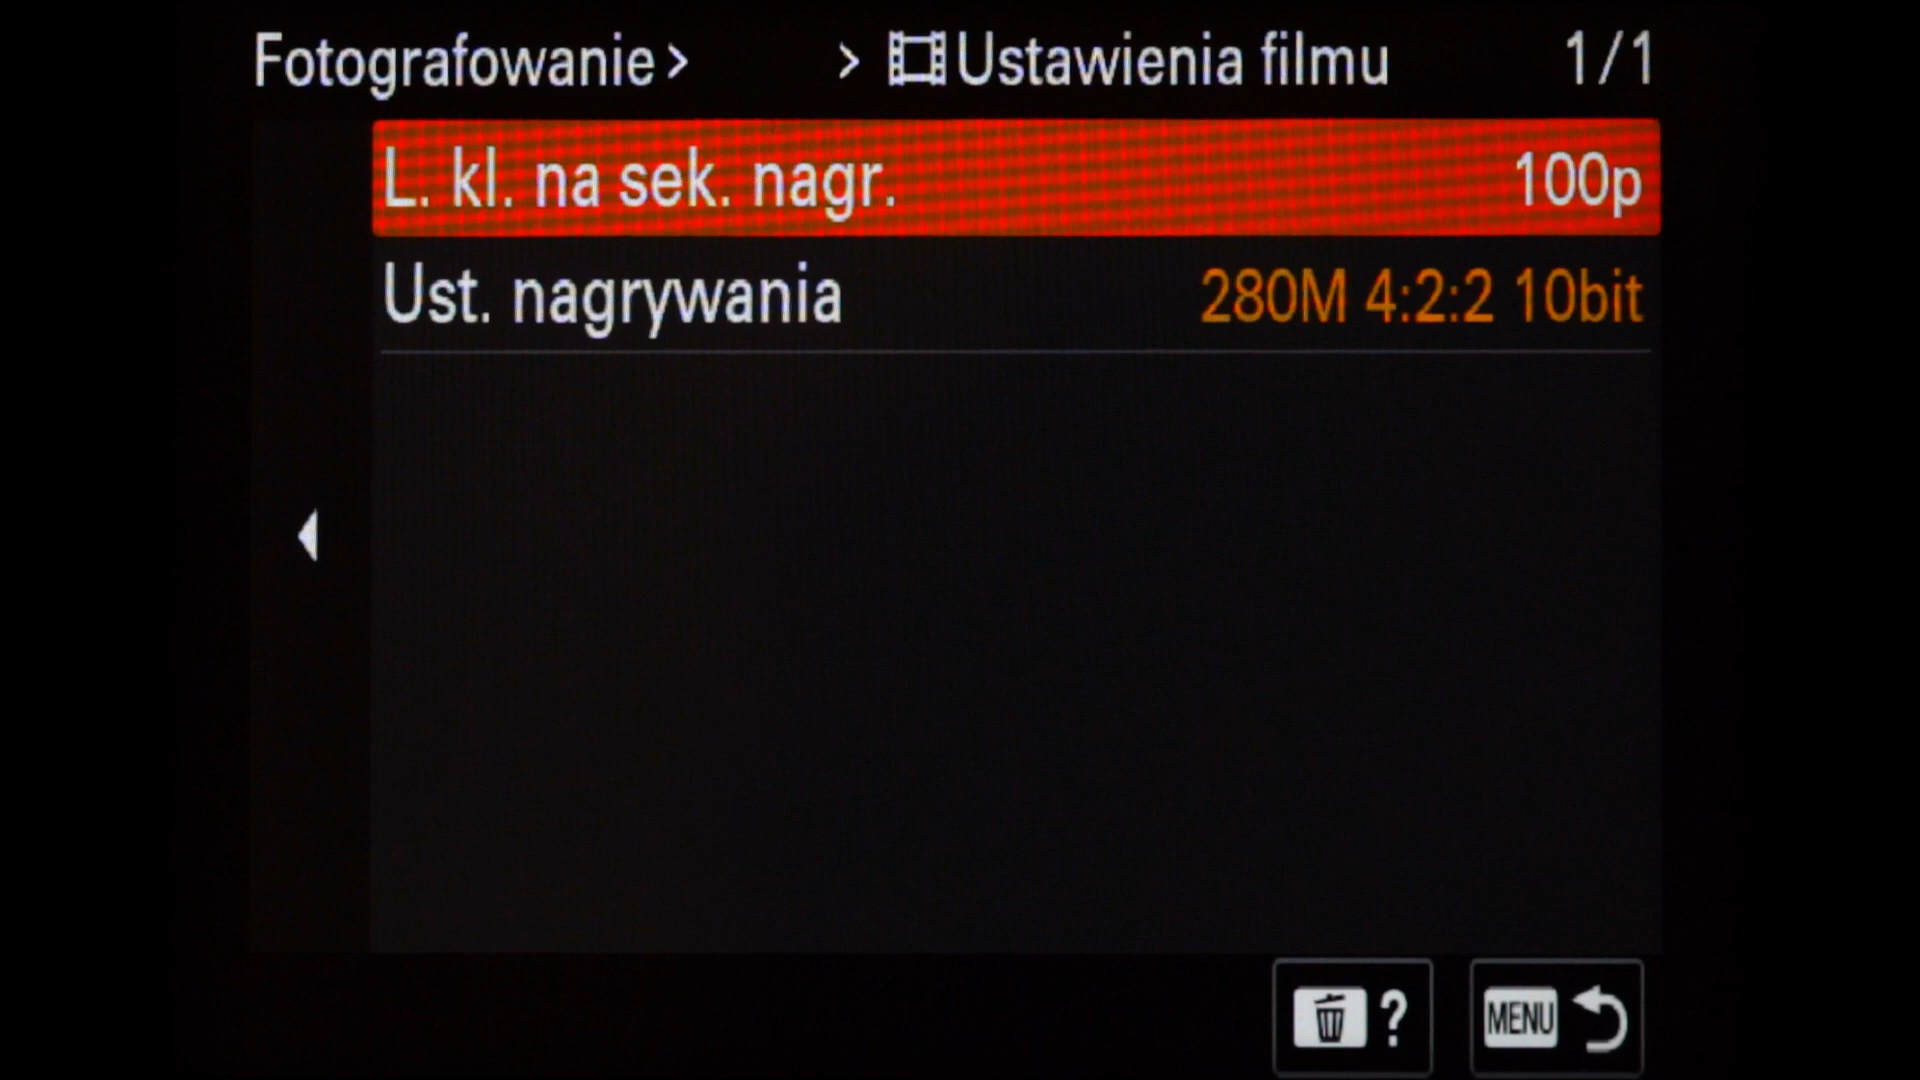 Fotografowanie > > Ustawienia filmu 1/1
L. kl. na sek. nagr. 100p
Ust. nagrywania 280M 4:2:2 10bit
?
MENU